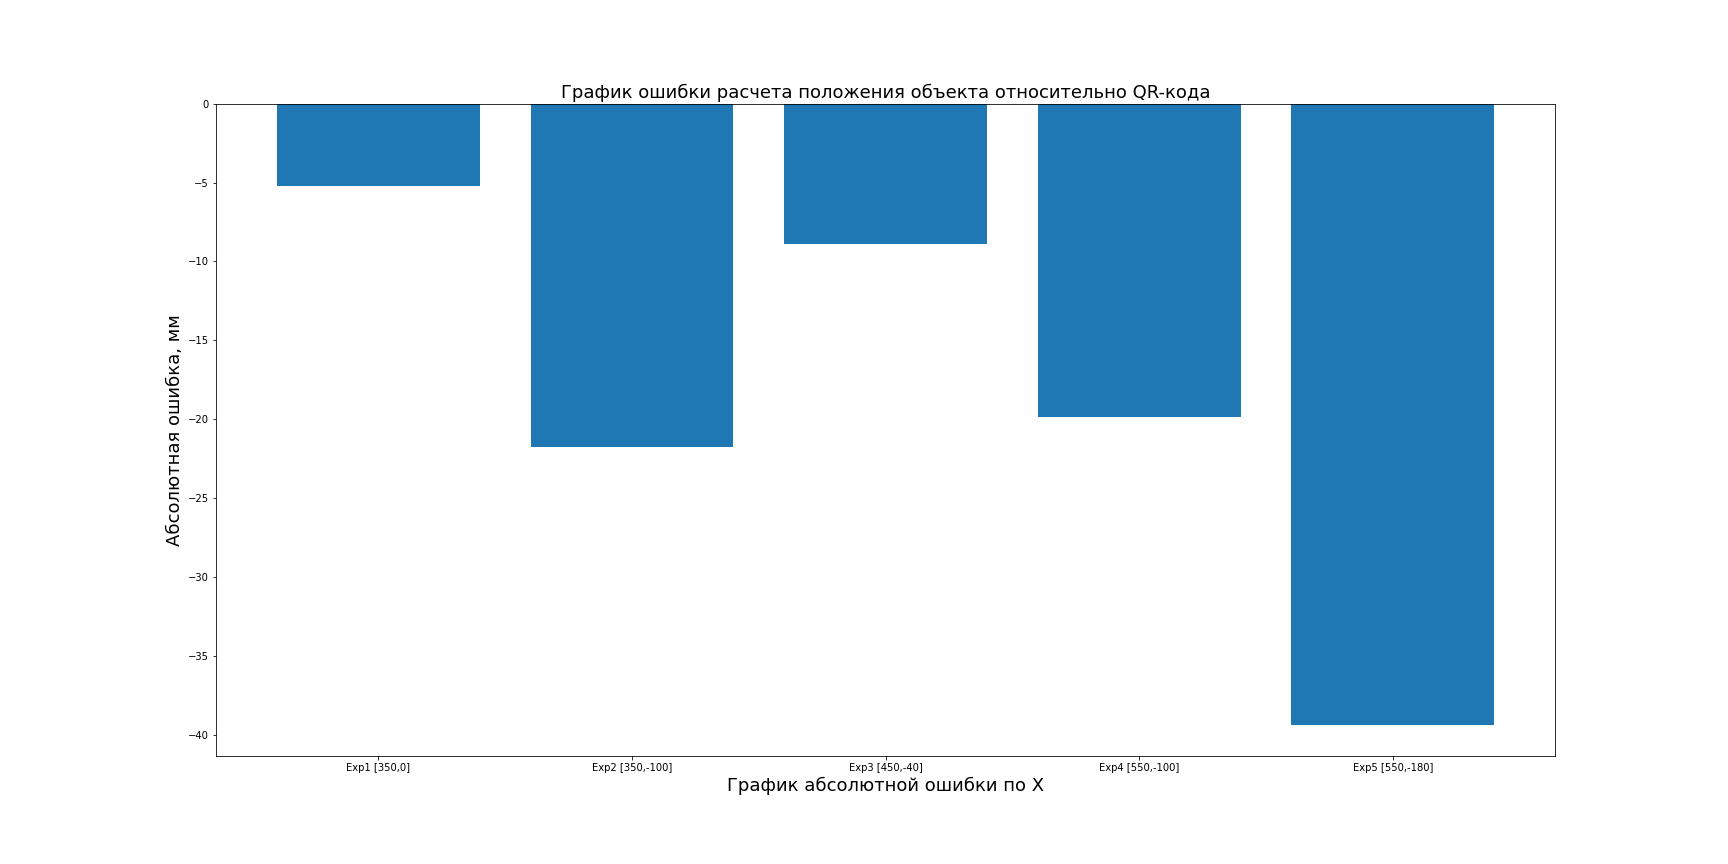 График ошибки расчета положения объекта относительно QR-кода
0
−5
−10
−15
−20
−25
−30
−35
−40
Абсолютная ошибка, мм
Exp1 [350,0]
Exp2 [350,-100]
Exp3 [450,-40]
Exp4 [550,-100]
Exp5 [550,-180]
График абсолютной ошибки по X